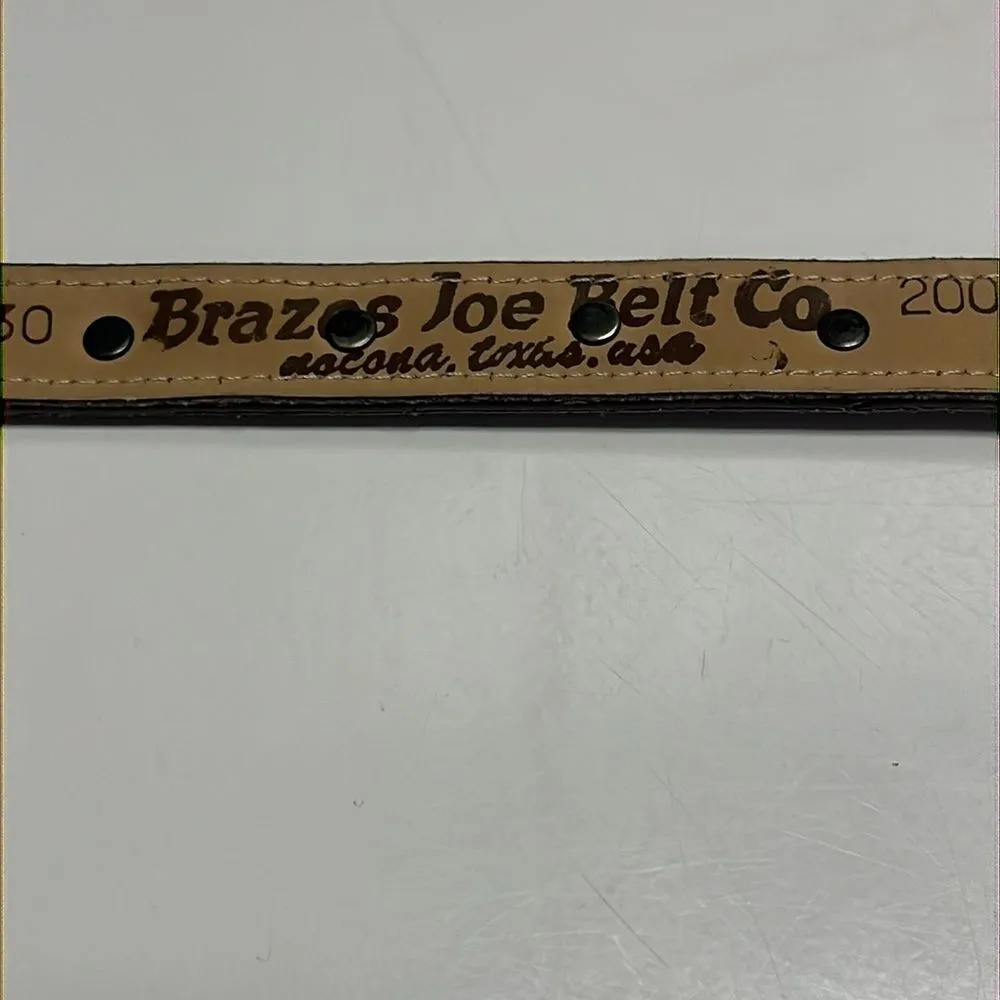 30 Brazos Joe Belt Co 200
nocona, texas, usa